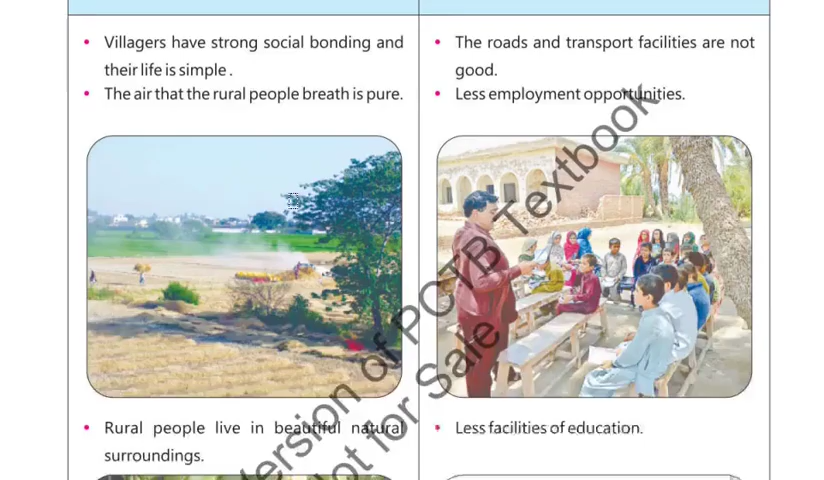 • Villagers have strong social bonding and
their life is simple .
• The air that the rural people breath is pure.
• Rural people live in beautiful natural
surroundings.
• The roads and transport facilities are not
good.
• Less employment opportunities.
• Less facilities of education.
Version of PCTB Textbook
Not for Sale